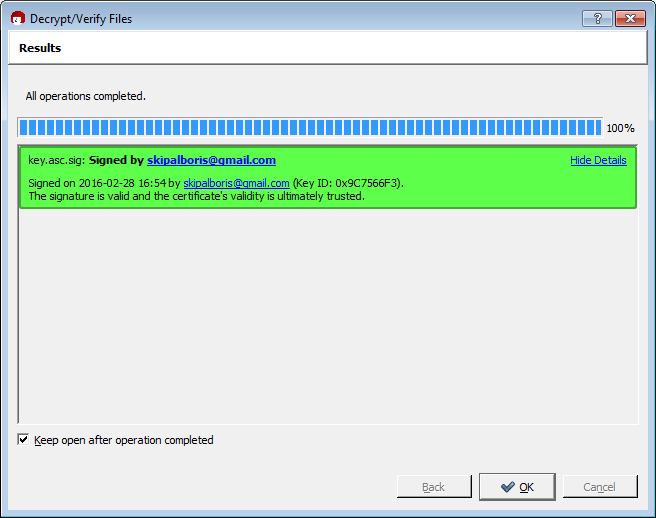 Decrypt/Verify Files
?
Results
All operations completed.
100%
key.asc.sig: Signed by skipalboris@gmail.com Hide Details
Signed on 2016-02-28 16:54 by skipalboris@gmail.com (Key ID: 0x9C7566F3).
The signature is valid and the certificate's validity is ultimately trusted.
Keep open after operation completed
Back OK Cancel